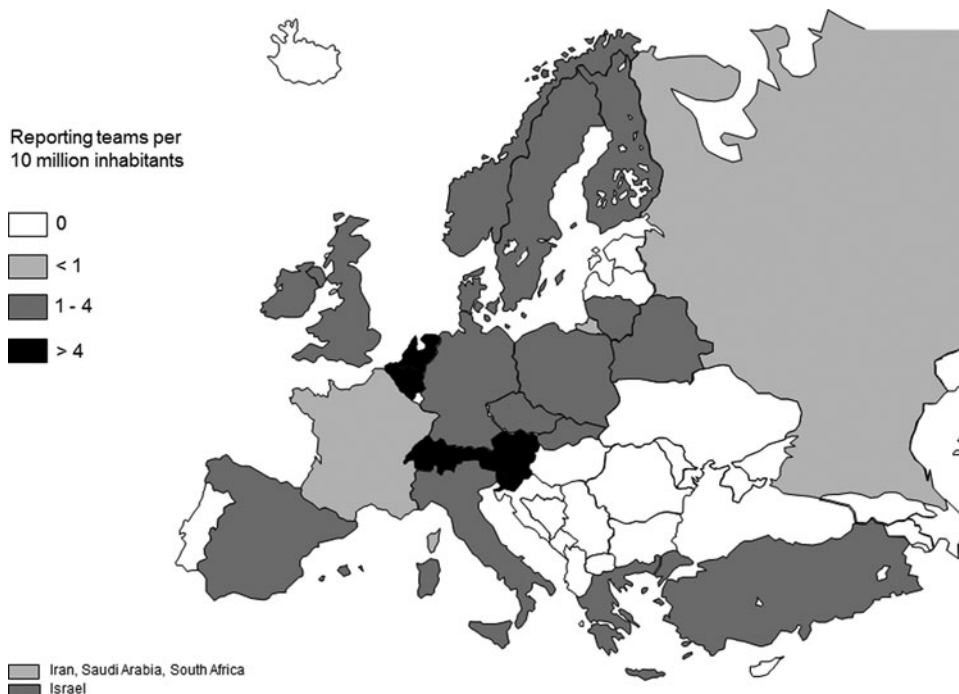 Reporting teams per
10 million inhabitants
0
< 1
1 - 4
> 4
Iran, Saudi Arabia, South Africa
Israel